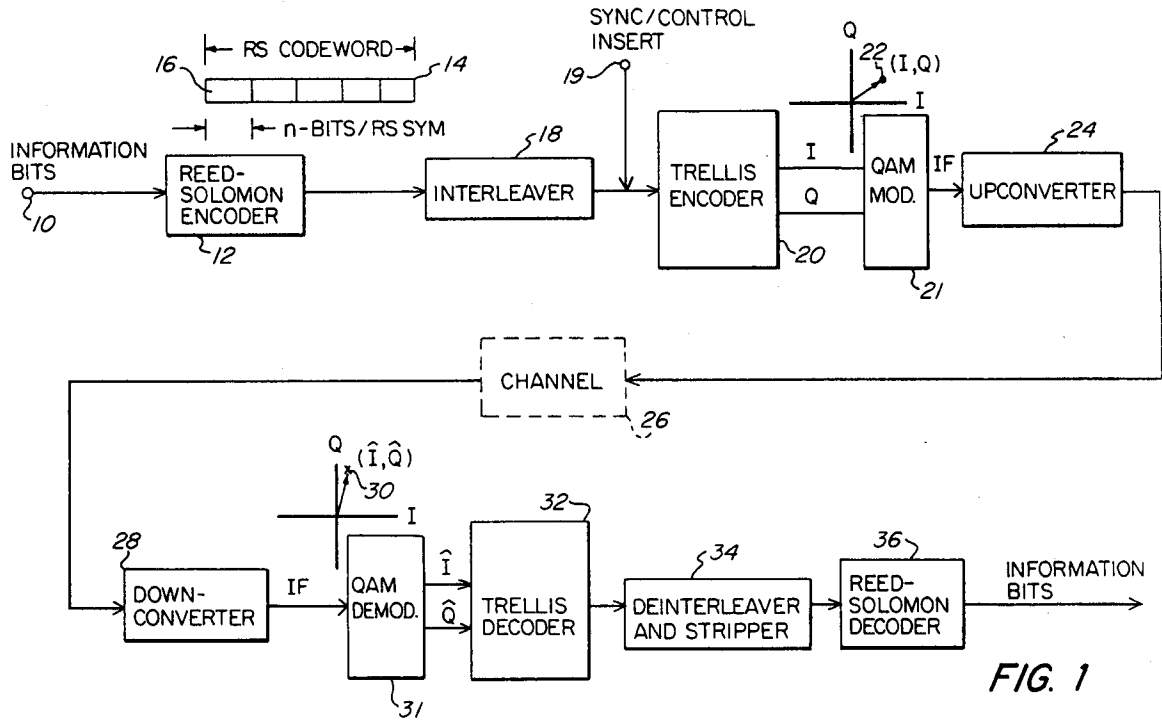 SYNC/CONTROL
INSERT
19
RS CODEWORD
16
14
n-BITS/RS SYM
Q
22
(I,Q)
I
INFORMATION
BITS
10
REED-
SOLOMON
ENCODER
12
18
INTERLEAVER
TRELLIS
ENCODER
20
I
Q
QAM
MOD.
21
IF
24
UPCONVERTER
CHANNEL
26
Q
(Î,Q̂)
30
I
28
DOWN-
CONVERTER
IF
QAM
DEMOD.
31
Î
Q̂
32
TRELLIS
DECODER
34
DEINTERLEAVER
AND STRIPPER
36
REED-
SOLOMON
DECODER
INFORMATION
BITS
FIG. 1